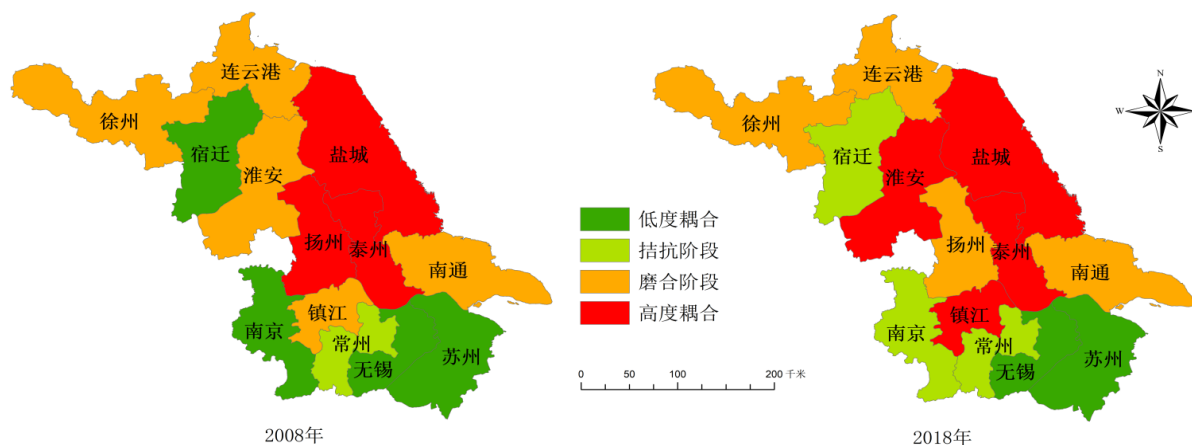 连云港
徐州
宿迁
淮安
盐城
扬州
泰州
南通
镇江
南京
常州
无锡
苏州
2008年
低度耦合
拮抗阶段
磨合阶段
高度耦合
0 50 100 200 千米
连云港
徐州
宿迁
淮安
盐城
扬州
泰州
南通
镇江
南京
常州
无锡
苏州
2018年
N
W
E
S